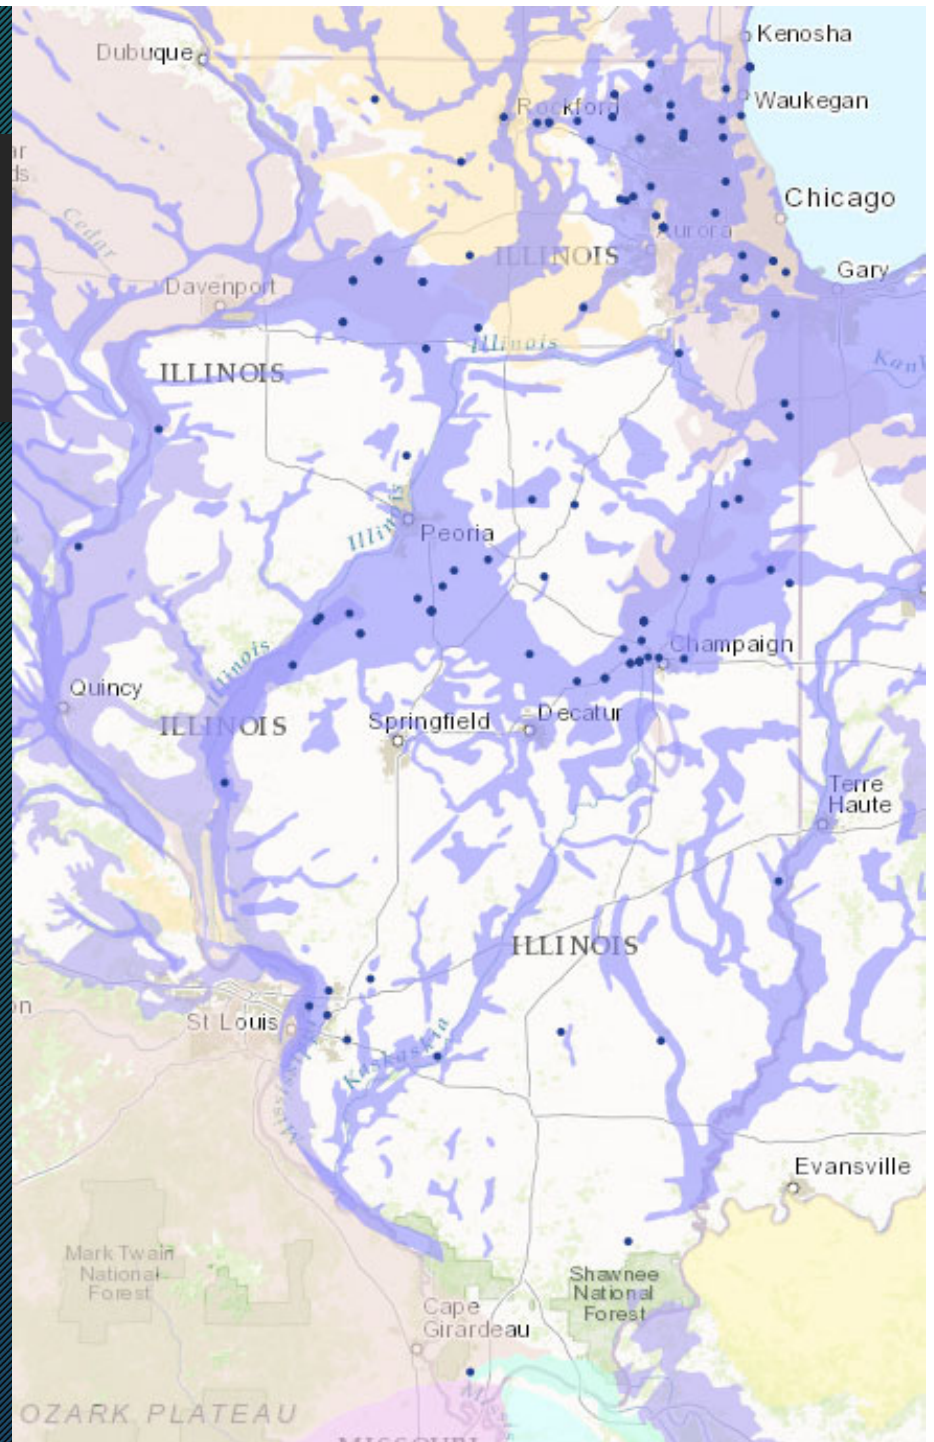 Kenosha
Dubuque
Rockford
Waukegan
Cedar
Chicago
Aurora
ILLINOIS
Gary
Davenport
Illinois
ILLINOIS
Illinois
Peoria
Illinois
Champaign
Quincy
ILLINOIS
Springfield
Decatur
Terre
Haute
ILLINOIS
St Louis
Kaskaskia
Mississippi
Evansville
Mark Twain
National
Forest
Shawnee
National
Forest
Cape
Girardeau
OZARK PLATEAU